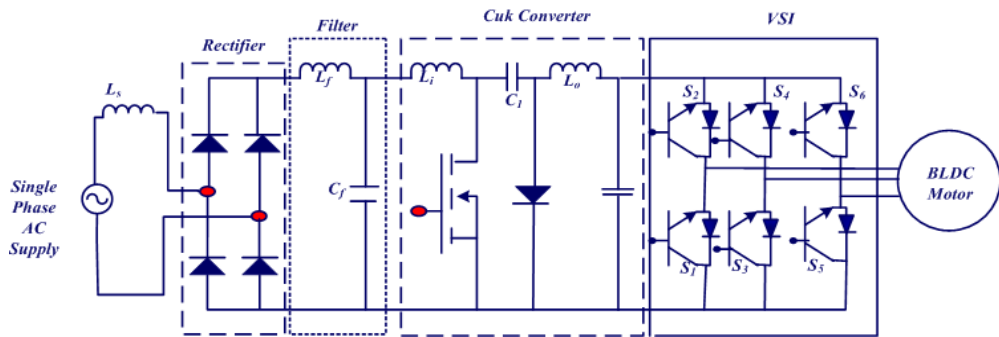 Cuk Converter
VSI
Filter
Rectifier
Ls
Lf
Li
C1
Lo
S2
S4
S6
Cf
Single
Phase
AC
Supply
BLDC
Motor
S1
S3
S5